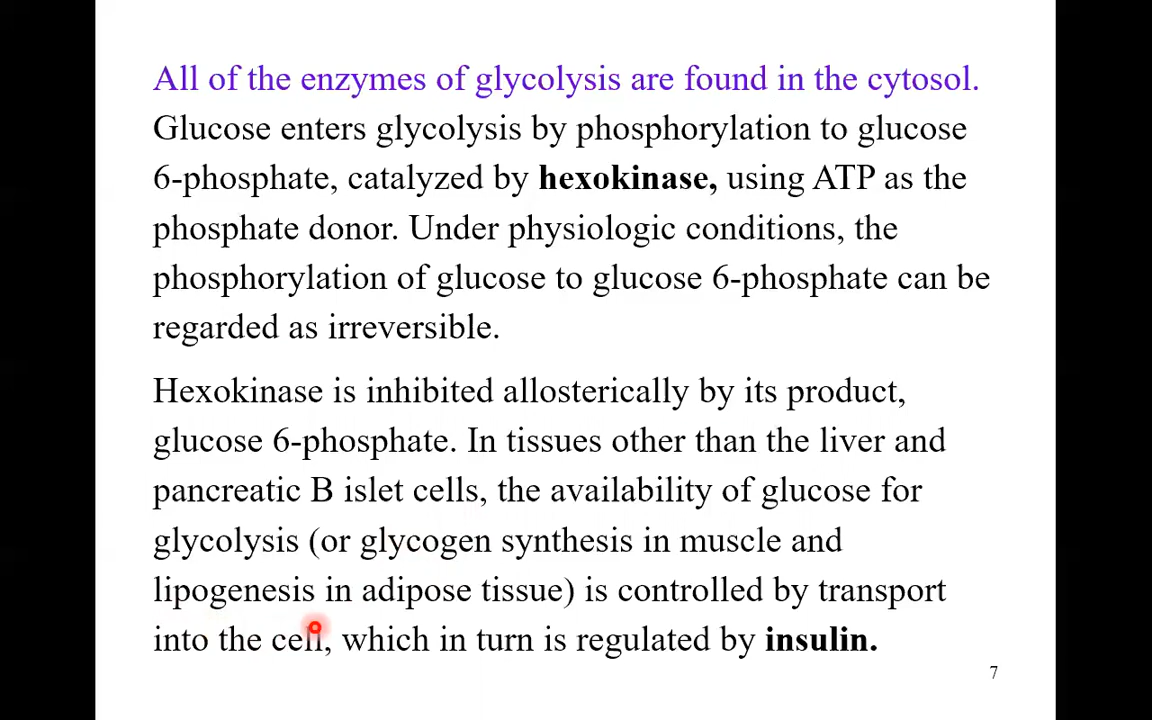 All of the enzymes of glycolysis are found in the cytosol.
Glucose enters glycolysis by phosphorylation to glucose
6-phosphate, catalyzed by hexokinase, using ATP as the
phosphate donor. Under physiologic conditions, the
phosphorylation of glucose to glucose 6-phosphate can be
regarded as irreversible.
Hexokinase is inhibited allosterically by its product,
glucose 6-phosphate. In tissues other than the liver and
pancreatic B islet cells, the availability of glucose for
glycolysis (or glycogen synthesis in muscle and
lipogenesis in adipose tissue) is controlled by transport
into the cell, which in turn is regulated by insulin.
7